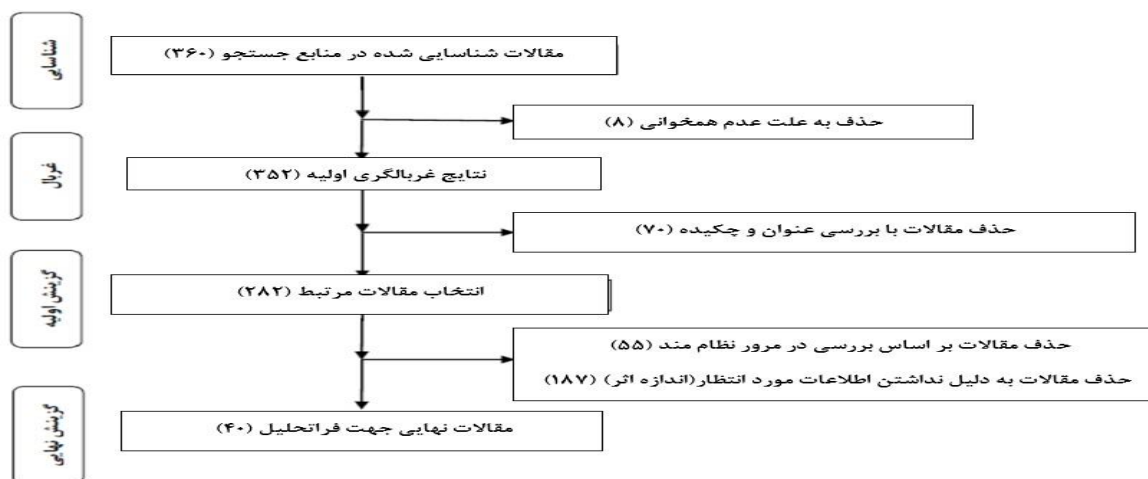 شناسایی
مقالات شناسایی شده در منابع جستجو (۳۶۰)
حذف به علت عدم همخوانی (۸)
غربال
نتایج غربالگری اولیه (۳۵۲)
حذف مقالات با بررسی عنوان و چکیده (۷۰)
گزینش اولیه
انتخاب مقالات مرتبط (۲۸۲)
حذف مقالات بر اساس بررسی در مرور نظام مند (۵۵)
حذف مقالات به دلیل نداشتن اطلاعات مورد انتظار(اندازه اثر) (۱۸۷)
گزینش نهایی
مقالات نهایی جهت فراتحلیل (۴۰)